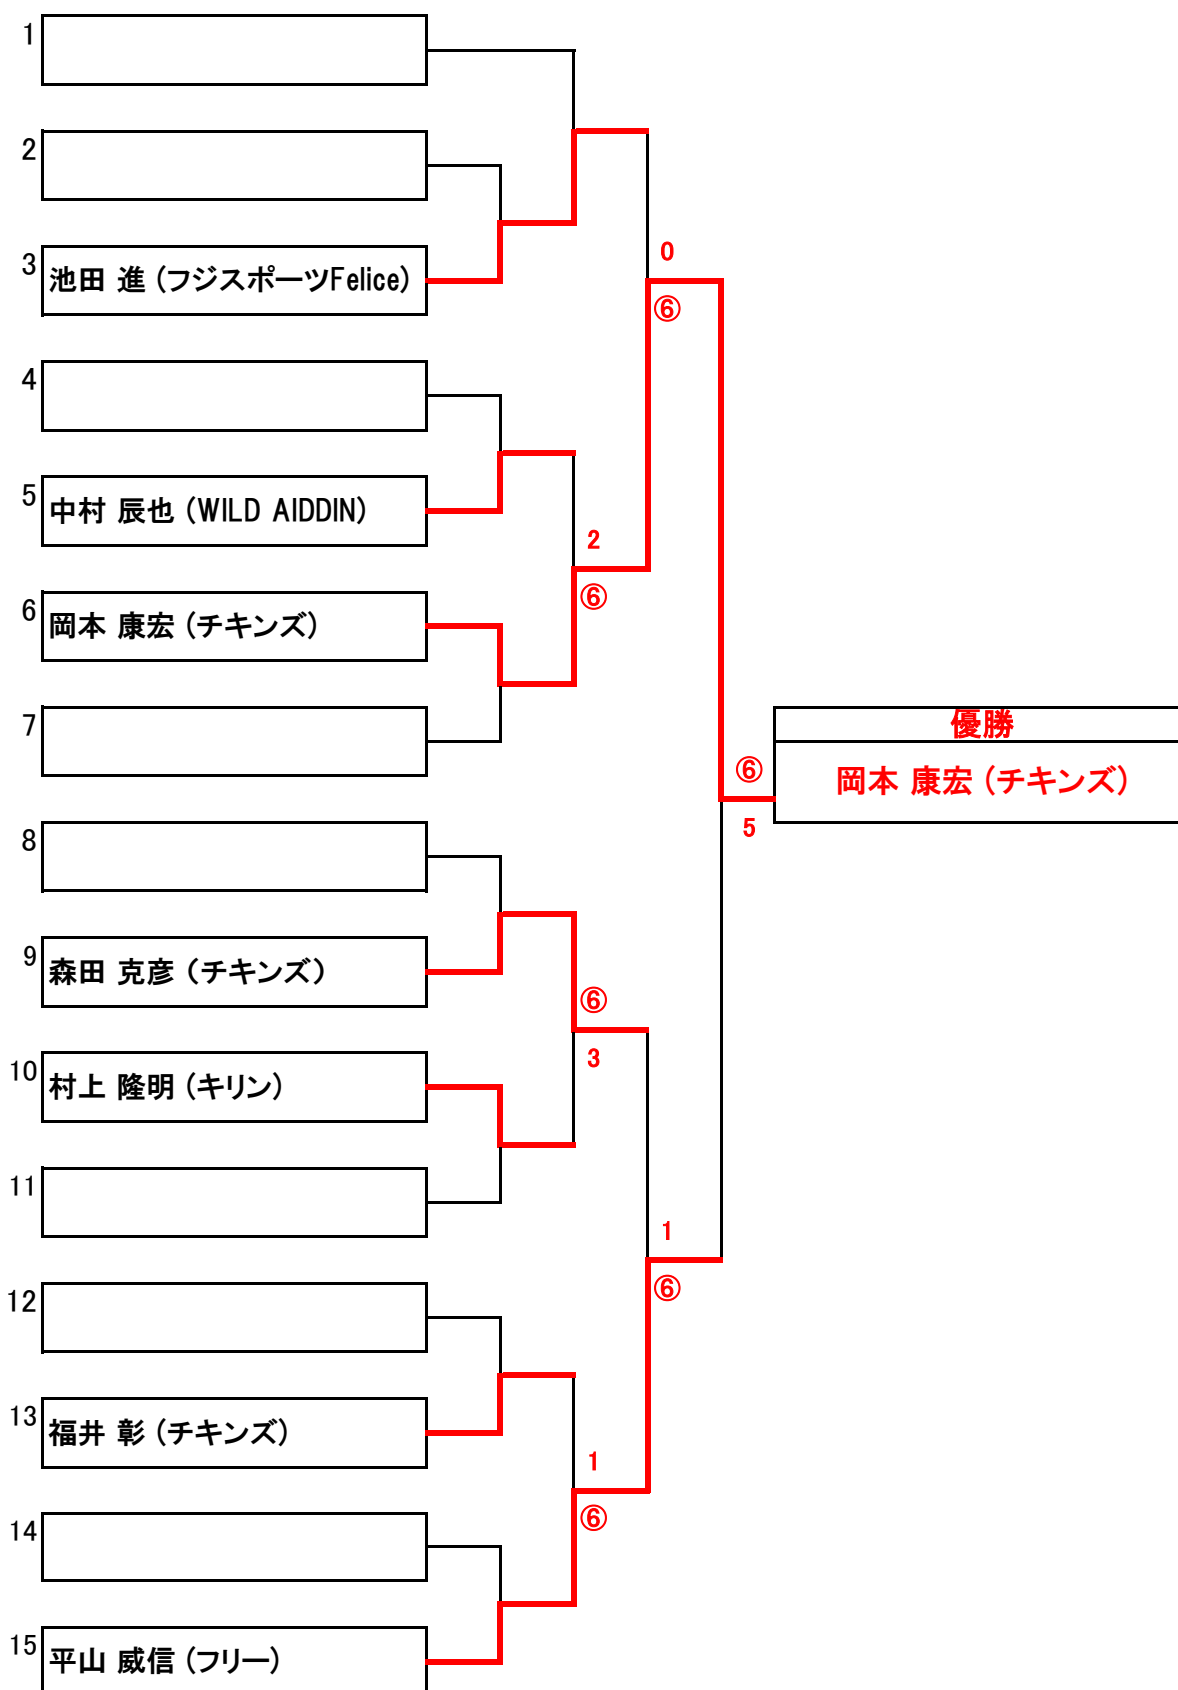 1
2
3 池田 進 (フジスポーツFelice)
0
⑥
4
5 中村 辰也 (WILD AIDDIN)
2
⑥
6 岡本 康宏 (チキンズ)
7
優勝
⑥ 岡本 康宏 (チキンズ)
5
8
9 森田 克彦 (チキンズ)
⑥
3
10 村上 隆明 (キリン)
11
1
⑥
12
13 福井 彰 (チキンズ)
1
⑥
14
15 平山 威信 (フリー)